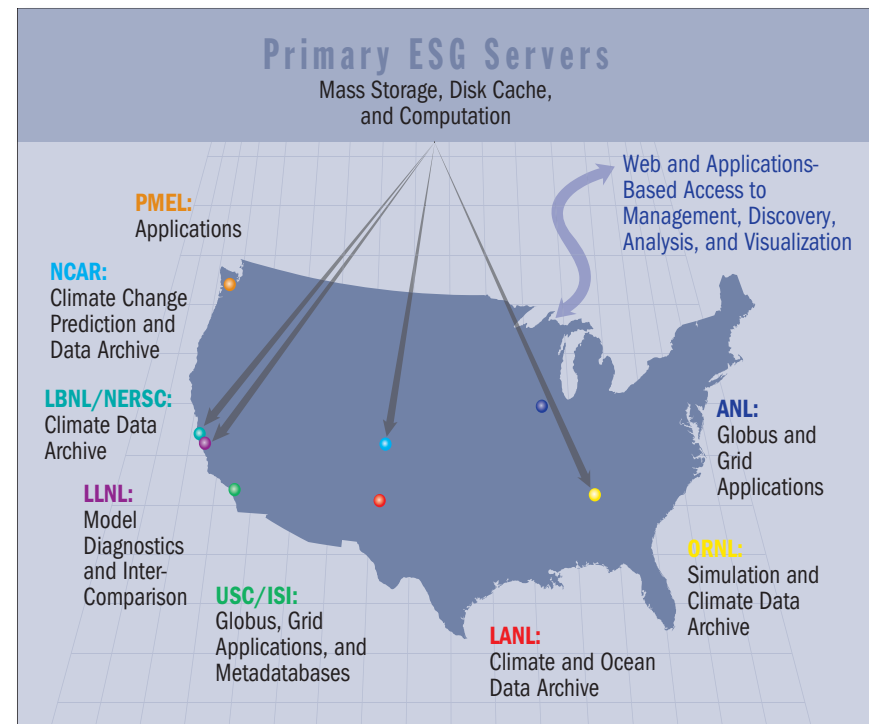 Primary ESG Servers
Mass Storage, Disk Cache,
and Computation
Web and Applications-
Based Access to
Management, Discovery,
Analysis, and Visualization
PMEL:
Applications
NCAR:
Climate Change
Prediction and
Data Archive
LBNL/NERSC:
Climate Data
Archive
LLNL:
Model
Diagnostics
and Inter-
Comparison
USC/ISI:
Globus, Grid
Applications, and
Metadatabases
LANL:
Climate and Ocean
Data Archive
ANL:
Globus and
Grid
Applications
ORNL:
Simulation and
Climate Data
Archive